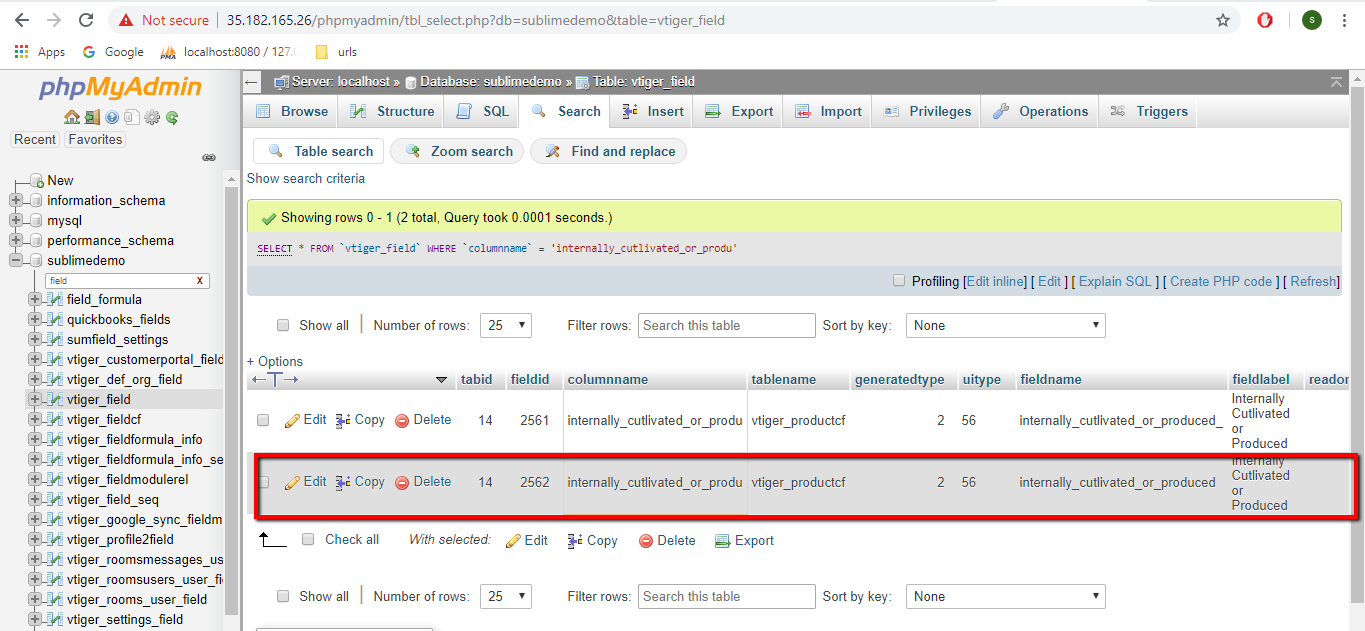 Not secure | 35.182.165.26/phpmyadmin/tbl_select.php?db=sublimedemo&table=vtiger_field
S
Apps Google PMA localhost:8080 / 127.0 urls
phpMyAdmin
Recent Favorites
New
information_schema
mysql
performance_schema
sublimedemo
field X
field_formula
quickbooks_fields
sumfield_settings
vtiger_customerportal_field
vtiger_def_org_field
vtiger_field
vtiger_fieldcf
vtiger_fieldformula_info
vtiger_fieldformula_info_se
vtiger_fieldmodulerel
vtiger_field_seq
vtiger_google_sync_fieldm
vtiger_profile2field
vtiger_roomsmessages_us
vtiger_roomsusers_user_fi
vtiger_rooms_user_field
vtiger_settings_field
Server: localhost » Database: sublimedemo » Table: vtiger_field
Browse Structure SQL Search Insert Export Import Privileges Operations Triggers
Table search Zoom search Find and replace
Show search criteria
Showing rows 0 - 1 (2 total, Query took 0.0001 seconds.)
SELECT * FROM `vtiger_field` WHERE `columnname` = 'internally_cutlivated_or_produ'
Profiling [Edit inline] [ Edit ] [ Explain SQL ] [ Create PHP code ] [ Refresh]
Show all | Number of rows: 25 Filter rows: Search this table Sort by key: None
+ Options
←T→ tabid fieldid columnname tablename generatedtype uitype fieldname fieldlabel reador
Edit Copy Delete 14 2561 internally_cutlivated_or_produ vtiger_productcf 2 56 internally_cutlivated_or_produced_ Internally
Cutlivated
or
Produced
Edit Copy Delete 14 2562 internally_cutlivated_or_produ vtiger_productcf 2 56 internally_cutlivated_or_produced Internally
Cutlivated
or
Produced
Check all With selected: Edit Copy Delete Export
Show all | Number of rows: 25 Filter rows: Search this table Sort by key: None